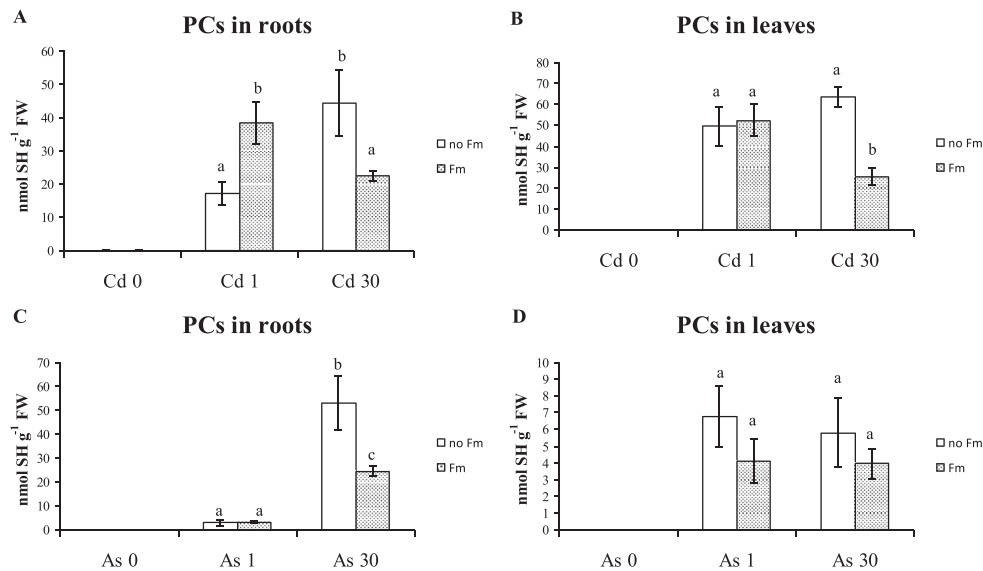 A
PCs in roots
nmol SH g⁻¹ FW
60
50
40
30
20
10
0
a
b
b
a
Cd 0
Cd 1
Cd 30
no Fm
Fm
B
PCs in leaves
nmol SH g⁻¹ FW
80
70
60
50
40
30
20
10
0
a
a
a
b
Cd 0
Cd 1
Cd 30
no Fm
Fm
C
PCs in roots
nmol SH g⁻¹ FW
70
60
50
40
30
20
10
0
a
a
b
c
As 0
As 1
As 30
no Fm
Fm
D
PCs in leaves
nmol SH g⁻¹ FW
10
9
8
7
6
5
4
3
2
1
0
a
a
a
a
As 0
As 1
As 30
no Fm
Fm